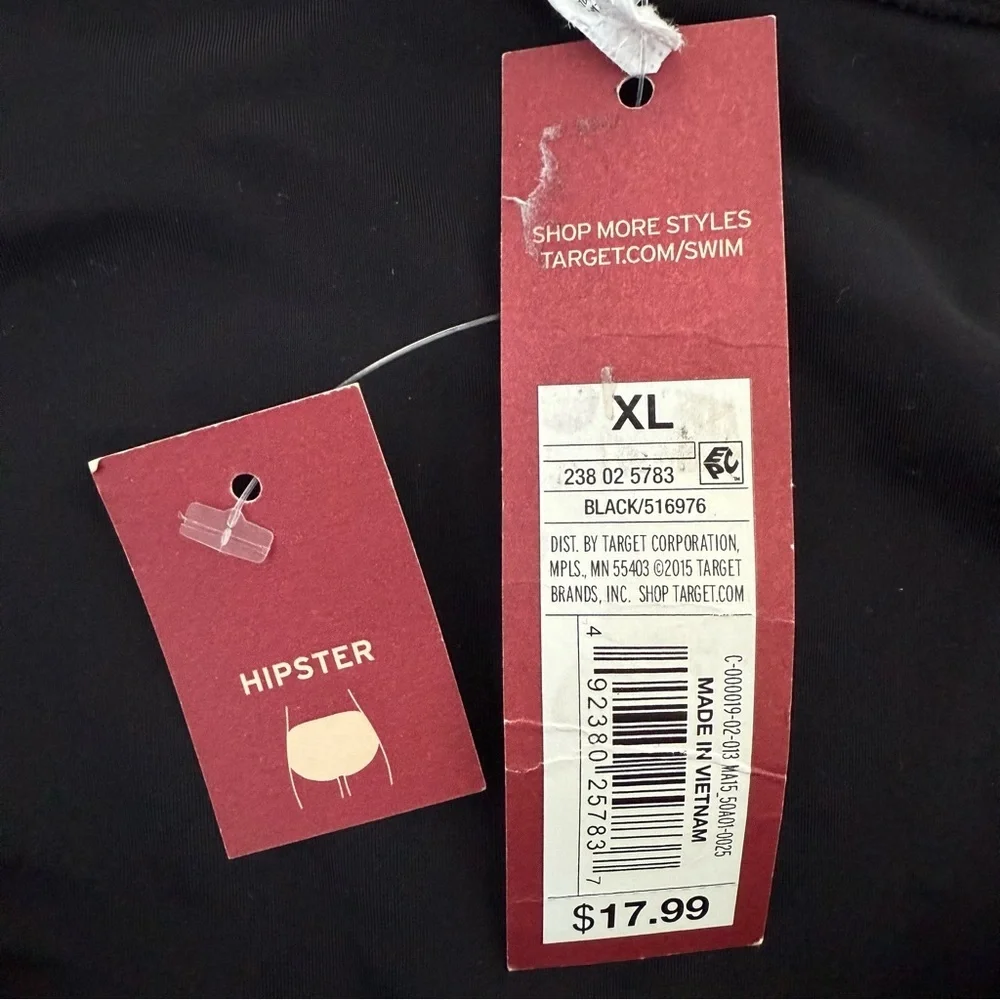 SHOP MORE STYLES
TARGET.COM/SWIM
XL
238 02 5783
EPC™
BLACK/516976
DIST. BY TARGET CORPORATION,
MPLS., MN 55403 ©2015 TARGET
BRANDS, INC. SHOP TARGET.COM
4 92380 25783 7
MADE IN VIETNAM
C-000019-02-013 MA15_50A01-0025
$17.99
HIPSTER